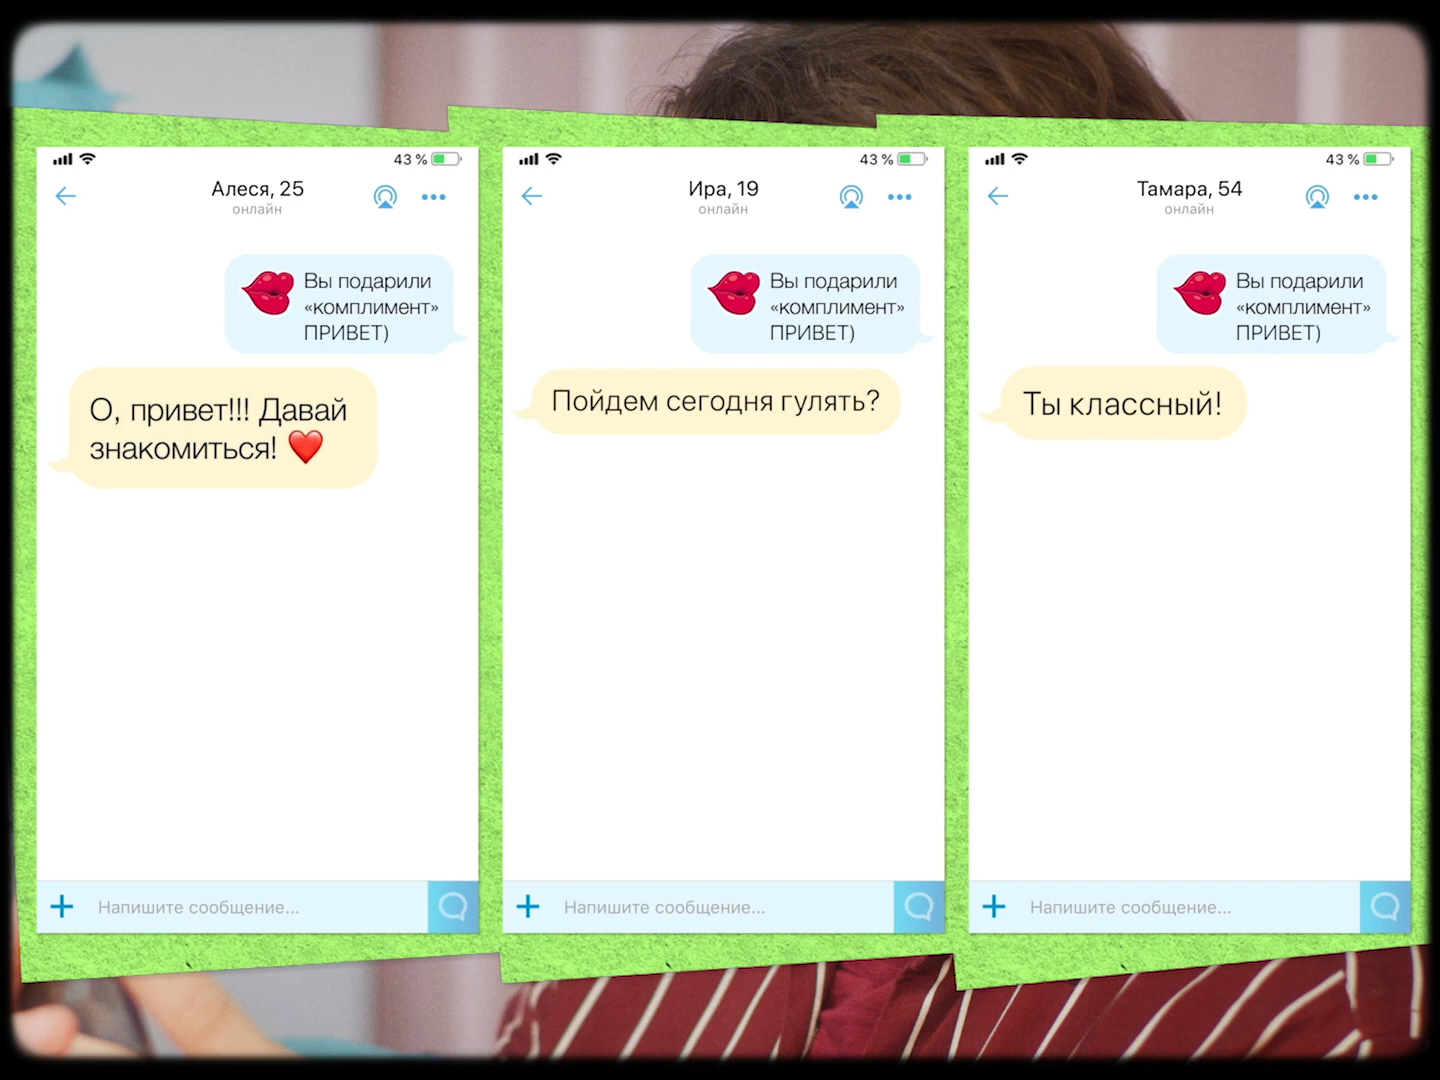 43 %
Алеся, 25
онлайн
Вы подарили
«комплимент»
ПРИВЕТ)
О, привет!!! Давай
знакомиться! ❤️
Напишите сообщение...
43 %
Ира, 19
онлайн
Вы подарили
«комплимент»
ПРИВЕТ)
Пойдем сегодня гулять?
Напишите сообщение...
43 %
Тамара, 54
онлайн
Вы подарили
«комплимент»
ПРИВЕТ)
Ты классный!
Напишите сообщение...